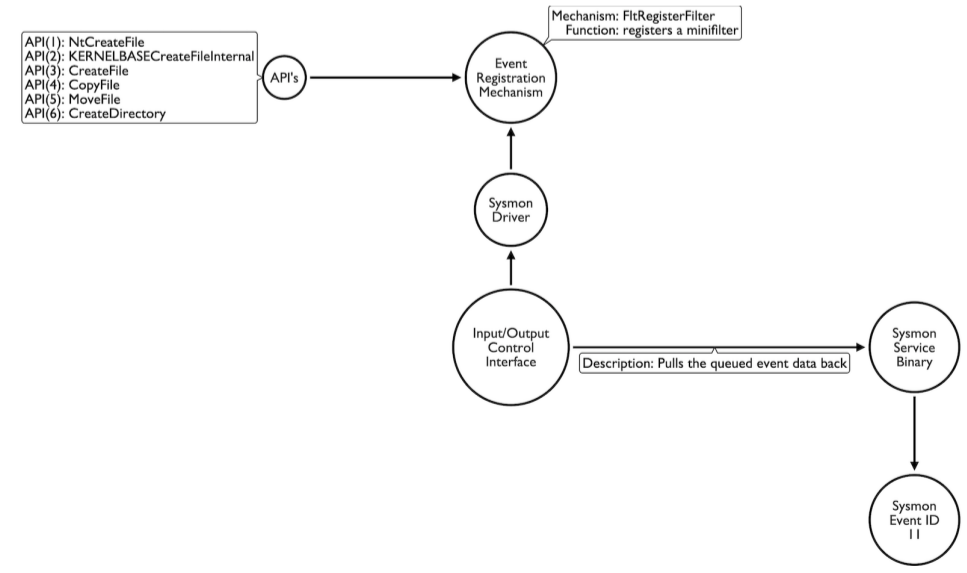 Mechanism: FltRegisterFilter
Function: registers a minifilter
API(1): NtCreateFile
API(2): KERNELBASECreateFileInternal
API(3): CreateFile
API(4): CopyFile
API(5): MoveFile
API(6): CreateDirectory
API's
Event
Registration
Mechanism
Sysmon
Driver
Input/Output
Control
Interface
Description: Pulls the queued event data back
Sysmon
Service
Binary
Sysmon
Event ID
11